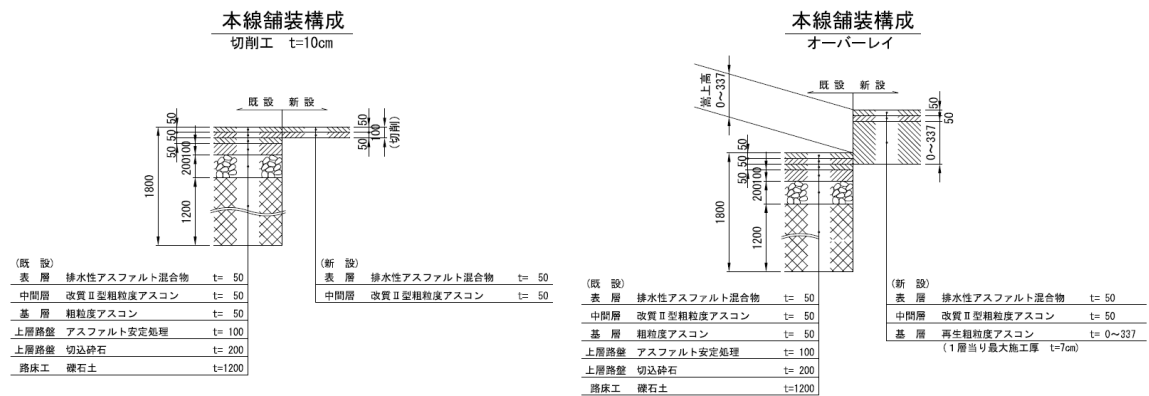 本線舗装構成
切削工 t=10cm
既 設 新 設
50
50
50
100
200
1200
1800
50
50
100
(切削)
(既 設)
表 層 排水性アスファルト混合物 t= 50
中間層 改質Ⅱ型粗粒度アスコン t= 50
基 層 粗粒度アスコン t= 50
上層路盤 アスファルト安定処理 t= 100
上層路盤 切込砕石 t= 200
路床工 礫石土 t=1200
(新 設)
表 層 排水性アスファルト混合物 t= 50
中間層 改質Ⅱ型粗粒度アスコン t= 50
本線舗装構成
オーバーレイ
嵩上高
0～337
既 設 新 設
50
50
0～337
50
50
50
100
200
1200
1800
(既 設)
表 層 排水性アスファルト混合物 t= 50
中間層 改質Ⅱ型粗粒度アスコン t= 50
基 層 粗粒度アスコン t= 50
上層路盤 アスファルト安定処理 t= 100
上層路盤 切込砕石 t= 200
路床工 礫石土 t=1200
(新 設)
表 層 排水性アスファルト混合物 t= 50
中間層 改質Ⅱ型粗粒度アスコン t= 50
基 層 再生粗粒度アスコン t= 0～337
(１層当り最大施工厚 t=7cm)